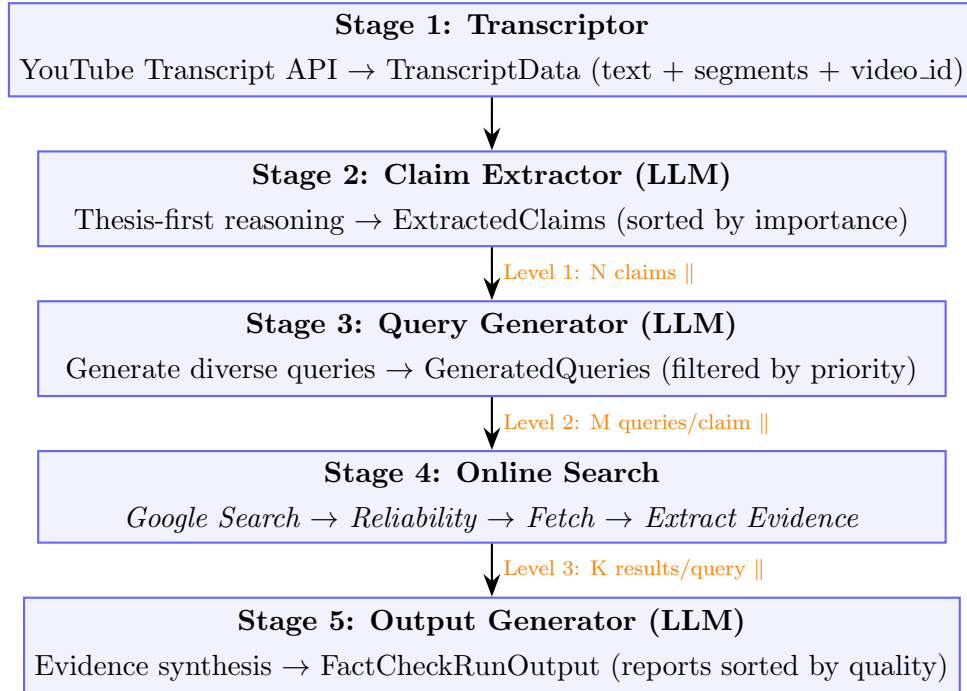 Stage 1: Transcriptor
YouTube Transcript API → TranscriptData (text + segments + video_id)
Stage 2: Claim Extractor (LLM)
Thesis-first reasoning → ExtractedClaims (sorted by importance)
Level 1: N claims ∥
Stage 3: Query Generator (LLM)
Generate diverse queries → GeneratedQueries (filtered by priority)
Level 2: M queries/claim ∥
Stage 4: Online Search
Google Search → Reliability → Fetch → Extract Evidence
Level 3: K results/query ∥
Stage 5: Output Generator (LLM)
Evidence synthesis → FactCheckRunOutput (reports sorted by quality)